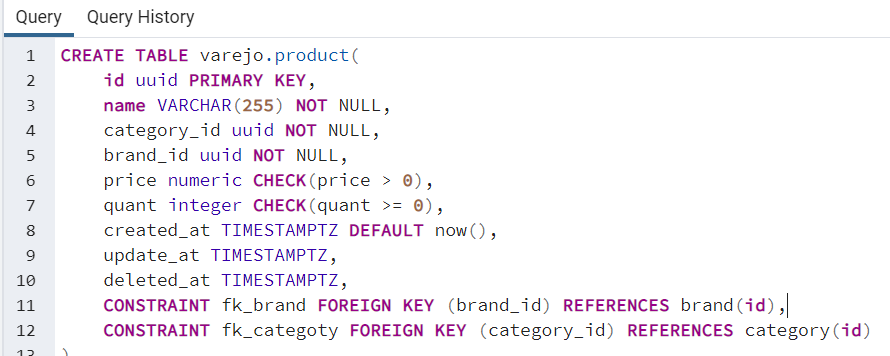 Query Query History
1 CREATE TABLE varejo.product(
2 id uuid PRIMARY KEY,
3 name VARCHAR(255) NOT NULL,
4 category_id uuid NOT NULL,
5 brand_id uuid NOT NULL,
6 price numeric CHECK(price > 0),
7 quant integer CHECK(quant >= 0),
8 created_at TIMESTAMPTZ DEFAULT now(),
9 update_at TIMESTAMPTZ,
10 deleted_at TIMESTAMPTZ,
11 CONSTRAINT fk_brand FOREIGN KEY (brand_id) REFERENCES brand(id),
12 CONSTRAINT fk_categoty FOREIGN KEY (category_id) REFERENCES category(id)
13 )